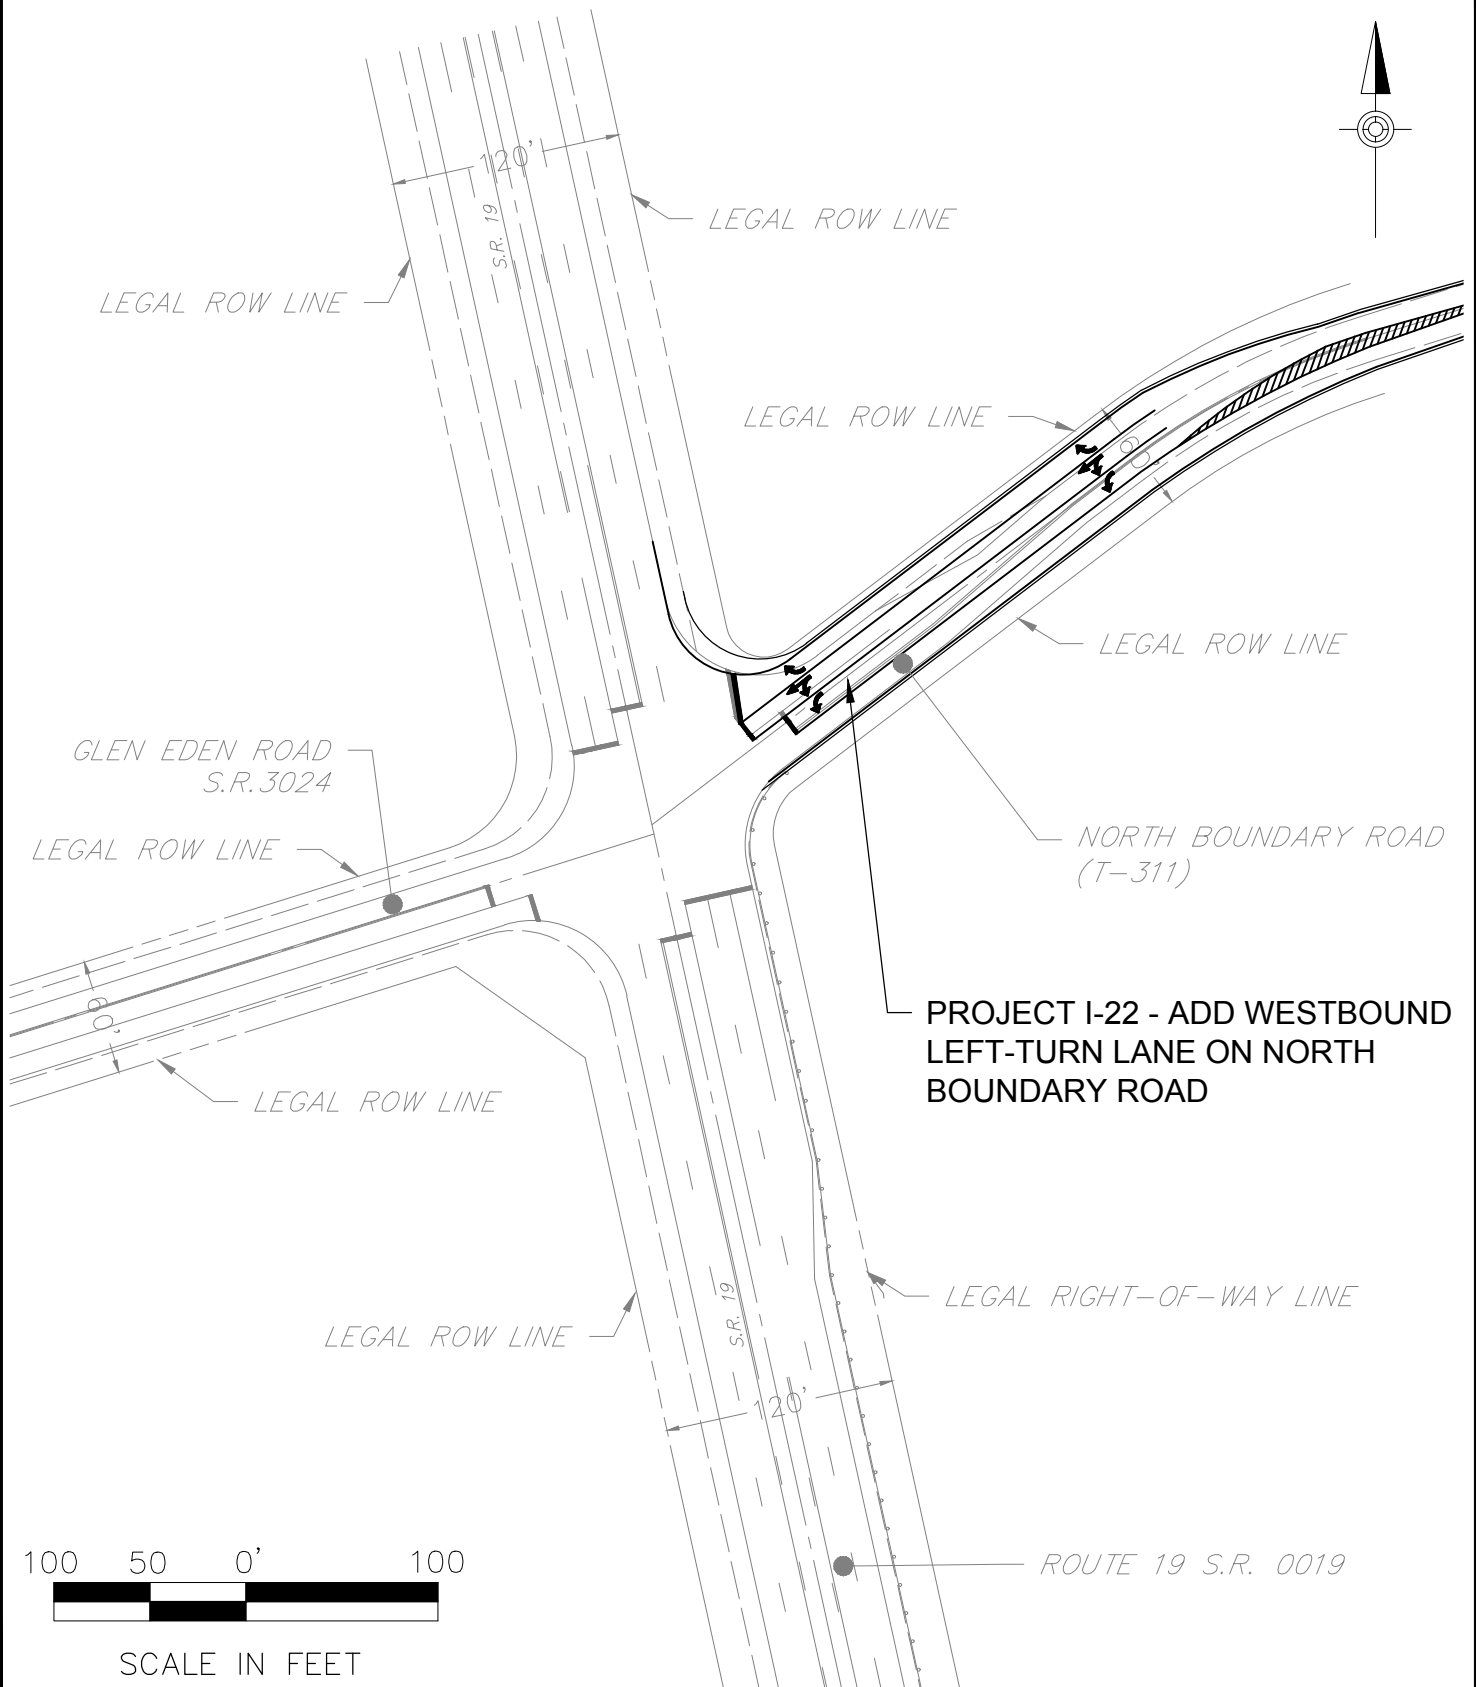 120'
S.R. 19
LEGAL ROW LINE
LEGAL ROW LINE
LEGAL ROW LINE
60'
LEGAL ROW LINE
GLEN EDEN ROAD
S.R.3024
LEGAL ROW LINE
NORTH BOUNDARY ROAD
(T-311)
60'
PROJECT I-22 - ADD WESTBOUND
LEFT-TURN LANE ON NORTH
BOUNDARY ROAD
LEGAL ROW LINE
LEGAL RIGHT-OF-WAY LINE
S.R. 19
LEGAL ROW LINE
120'
100 50 0' 100
ROUTE 19 S.R. 0019
SCALE IN FEET